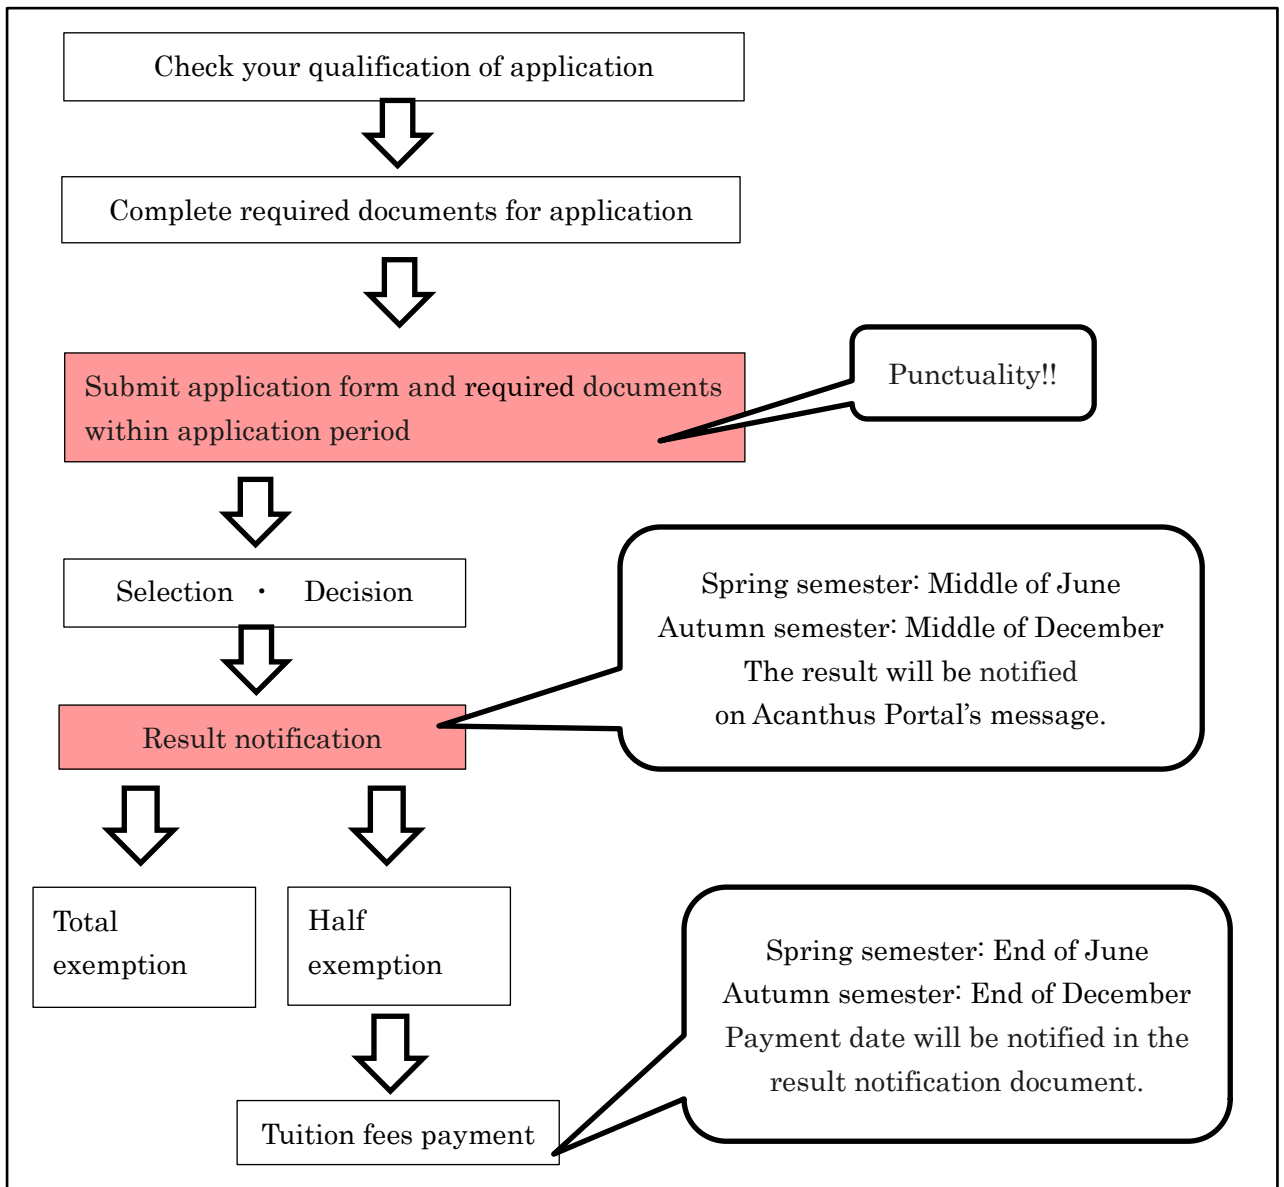 Check your qualification of application
Complete required documents for application
Submit application form and required documents
within application period
Punctuality!!
Selection ・ Decision
Spring semester: Middle of June
Autumn semester: Middle of December
The result will be notified
on Acanthus Portal’s message.
Result notification
Total
exemption
Half
exemption
Spring semester: End of June
Autumn semester: End of December
Payment date will be notified in the
result notification document.
Tuition fees payment